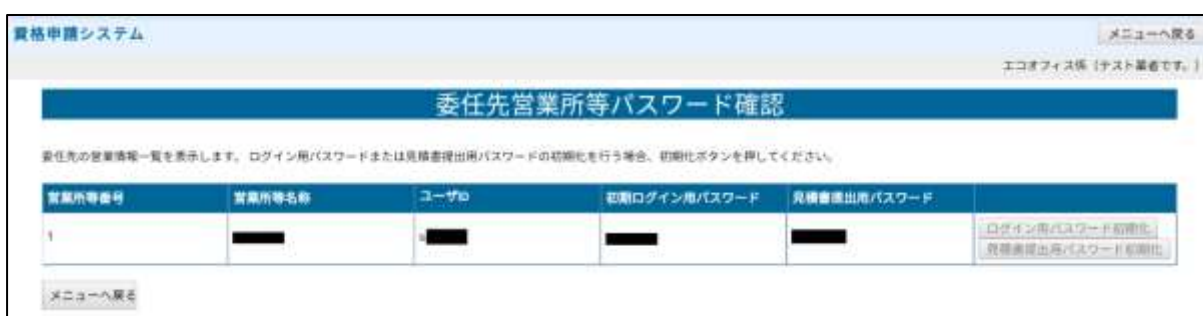 資格申請システム
メニューへ戻る
エコオフィス係（テスト業者です。）
委任先営業所等パスワード確認
委任先の営業情報一覧を表示します。ログイン用パスワードまたは見積書提出用パスワードの初期化を行う場合、初期化ボタンを押してください。
営業所等番号 営業所等名称 ユーザID 初期ログイン用パスワード 見積書提出用パスワード
1
ログイン用パスワード初期化
見積書提出用パスワード初期化
メニューへ戻る